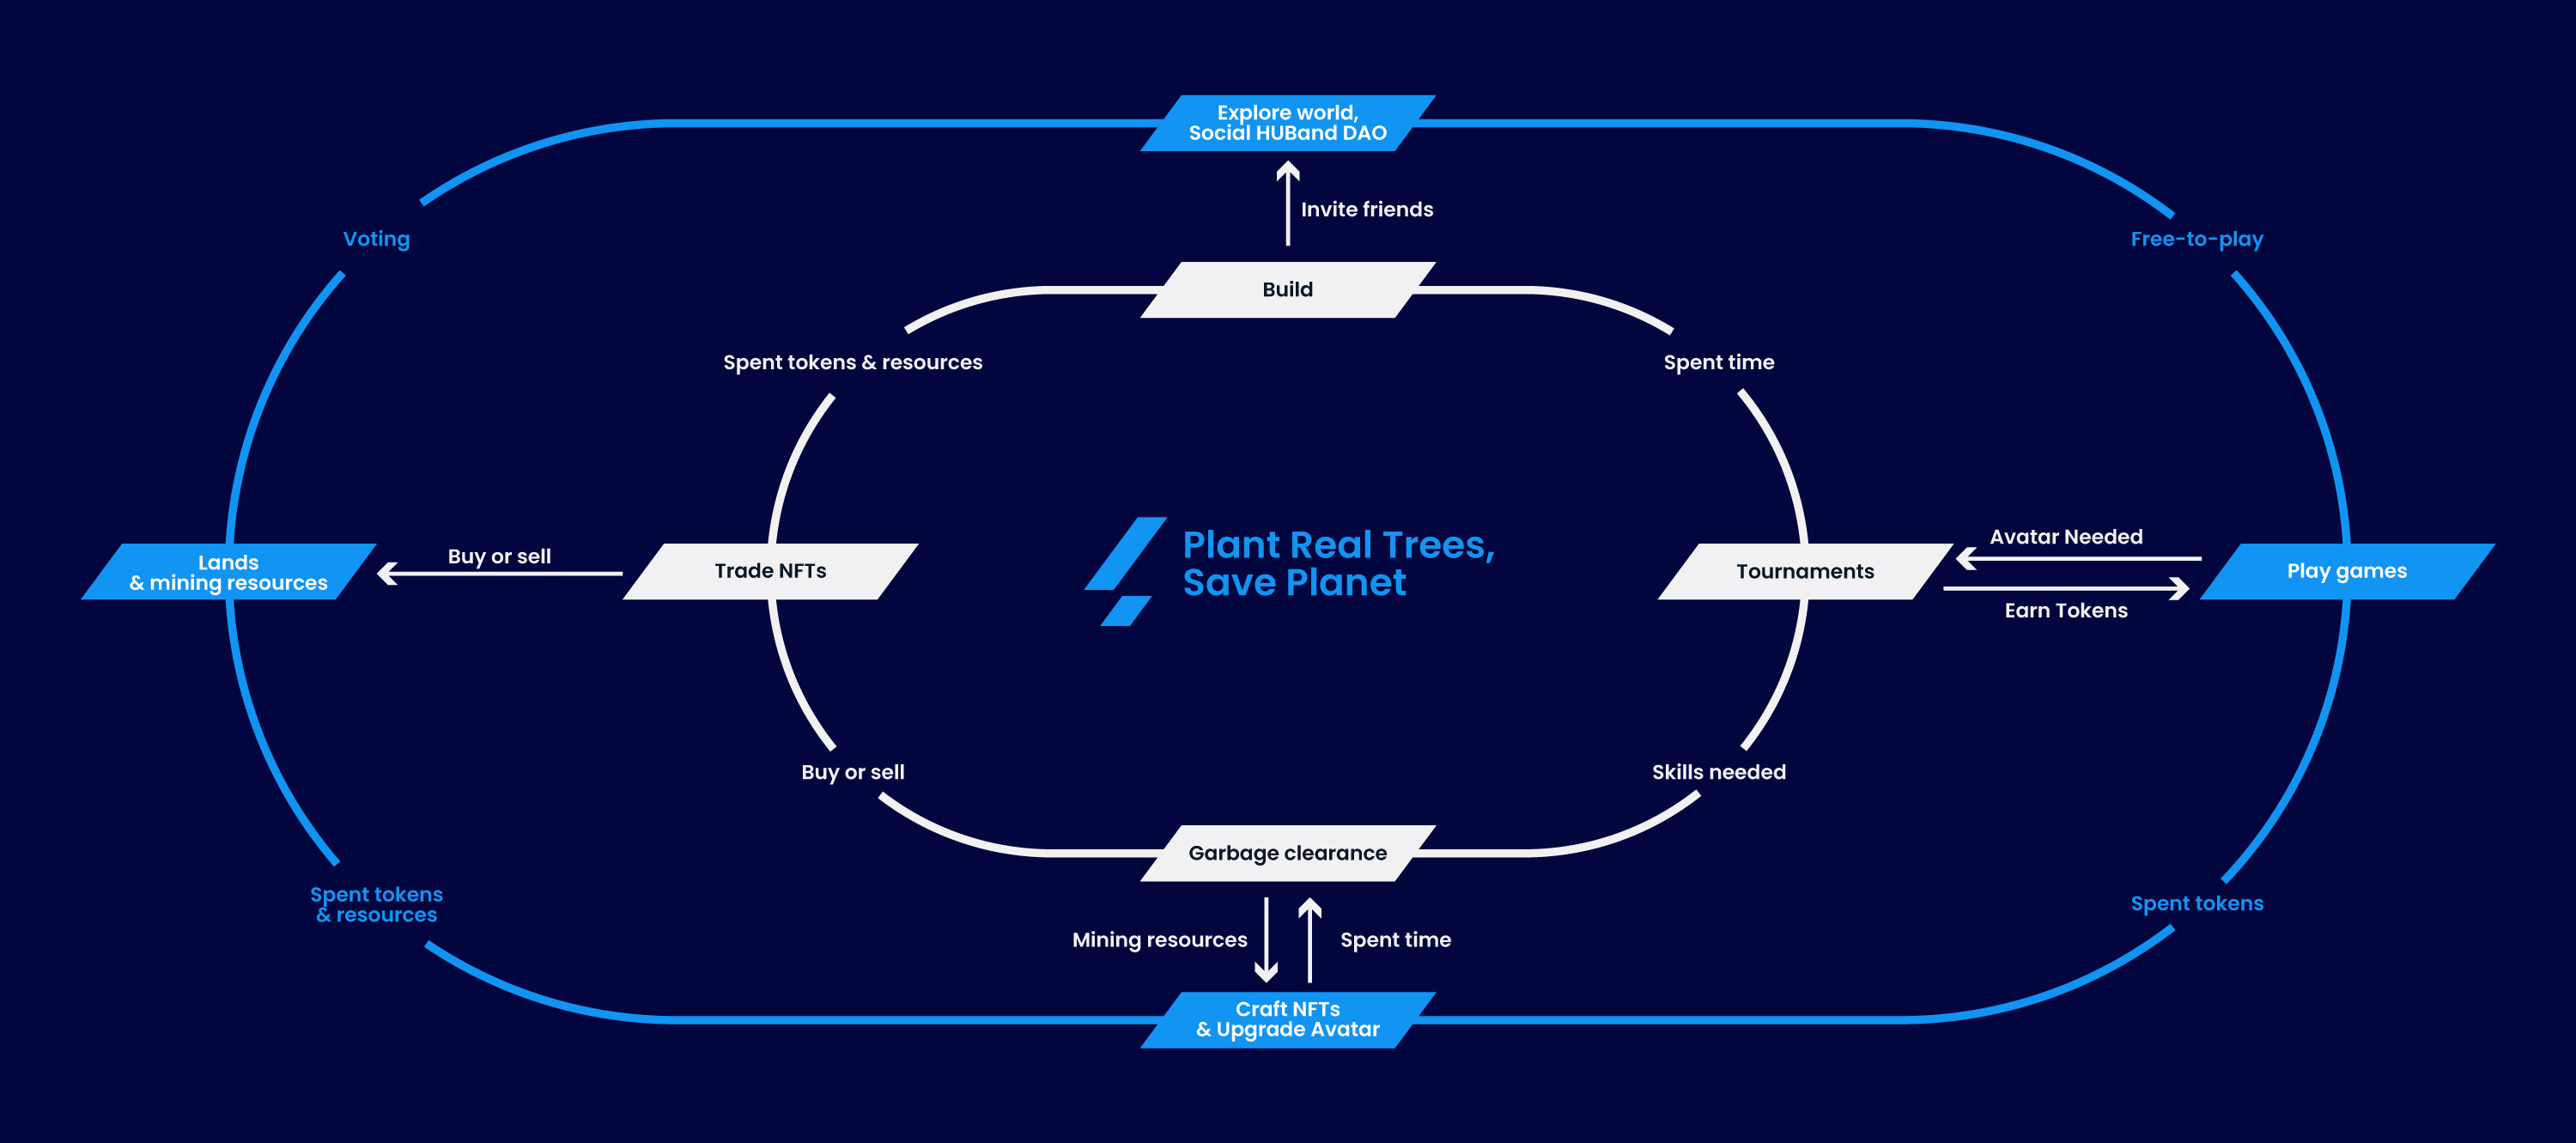 Explore world,
Social HUBand DAO
Invite friends
Voting
Free-to-play
Build
Spent tokens & resources
Spent time
Lands
& mining resources
Buy or sell
Trade NFTs
Plant Real Trees,
Save Planet
Tournaments
Avatar Needed
Earn Tokens
Play games
Buy or sell
Skills needed
Garbage clearance
Spent tokens
& resources
Spent tokens
Mining resources
Spent time
Craft NFTs
& Upgrade Avatar